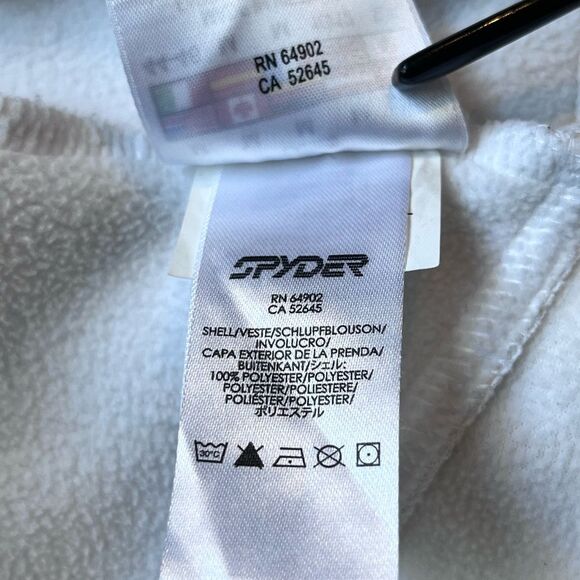 RN 64902
CA 52645
SPYDER
RN 64902
CA 52645
SHELL/VESTE/SCHLUPFBLOUSON/
INVOLUCRO/
CAPA EXTERIOR DE LA PRENDA/
BUITENKANT/シェル:
100% POLYESTER/POLYESTER/
POLYESTER/POLIESTERE/
POLIÉSTER/POLYESTER/
ポリエステル
30°C